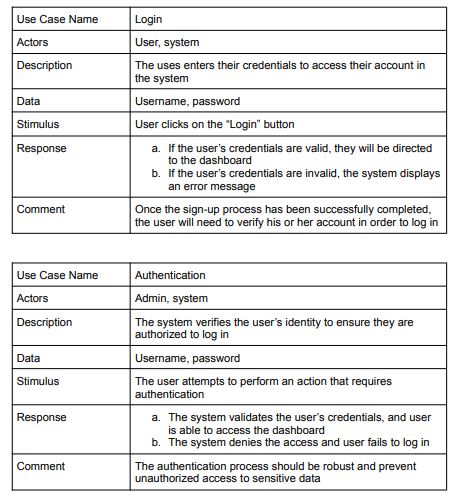 Use Case Name Login
Actors User, system
Description The uses enters their credentials to access their account in
the system
Data Username, password
Stimulus User clicks on the “Login” button
Response a. If the user’s credentials are valid, they will be directed
to the dashboard
b. If the user’s credentials are invalid, the system displays
an error message
Comment Once the sign-up process has been successfully completed,
the user will need to verify his or her account in order to log in
Use Case Name Authentication
Actors Admin, system
Description The system verifies the user’s identity to ensure they are
authorized to log in
Data Username, password
Stimulus The user attempts to perform an action that requires
authentication
Response a. The system validates the user’s credentials, and user
is able to access the dashboard
b. The system denies the access and user fails to log in
Comment The authentication process should be robust and prevent
unauthorized access to sensitive data